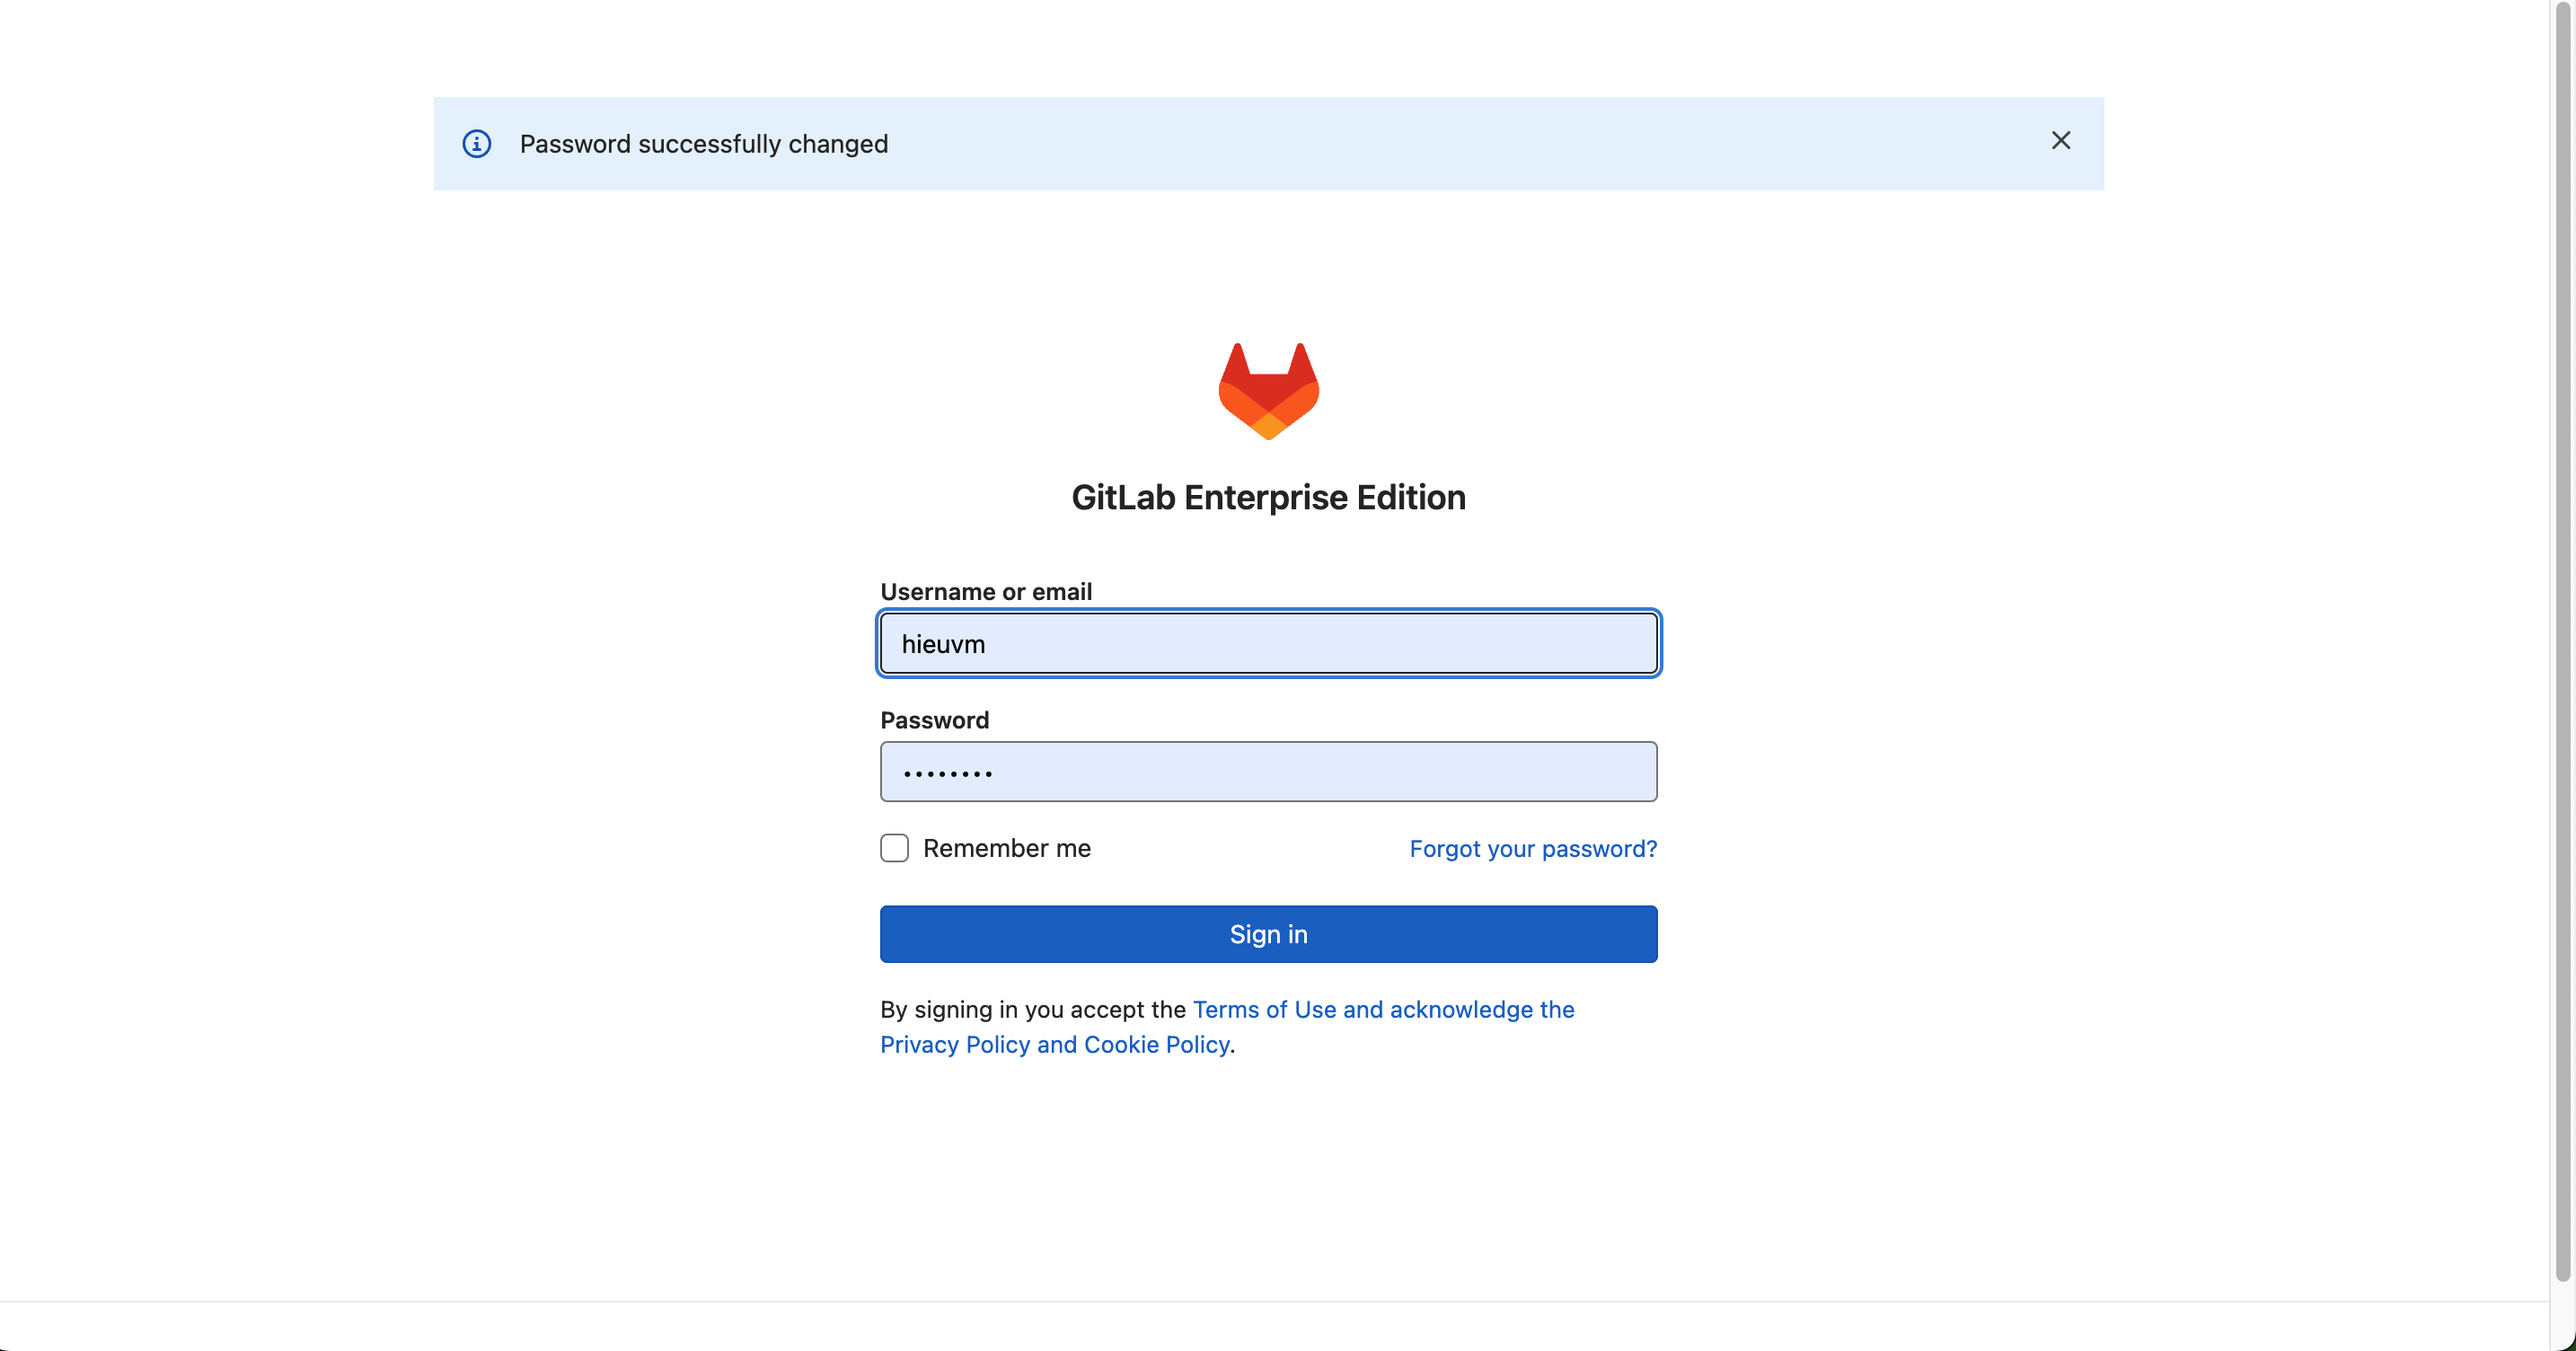 Password successfully changed
GitLab Enterprise Edition
Username or email
hieuvm
Password
••••••••
Remember me
Forgot your password?
Sign in
By signing in you accept the Terms of Use and acknowledge the
Privacy Policy and Cookie Policy.